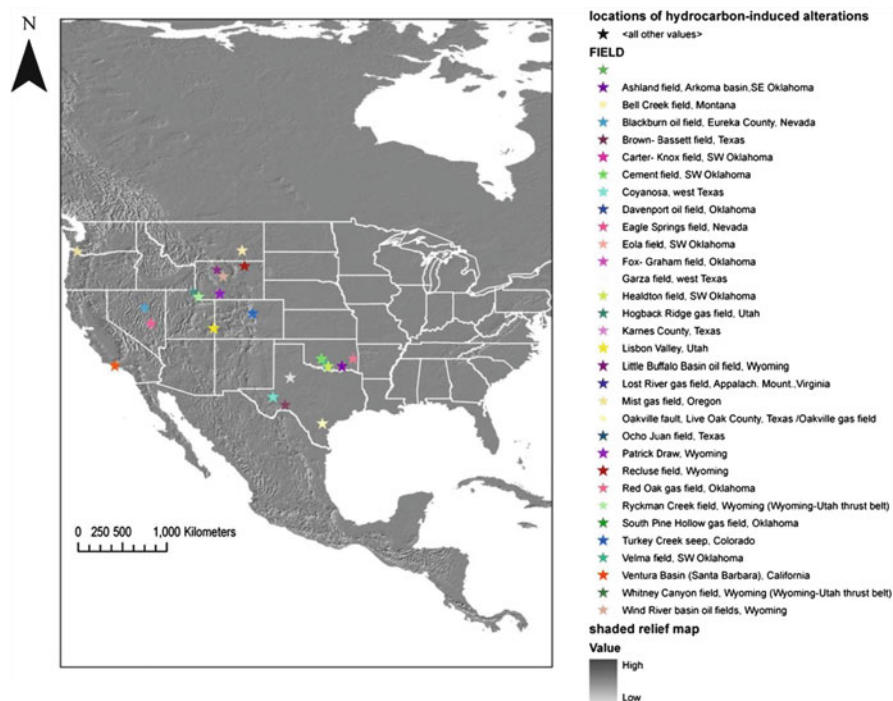 N
0 250 500 1,000 Kilometers
locations of hydrocarbon-induced alterations
<all other values>
FIELD
Ashland field, Arkoma basin,SE Oklahoma
Bell Creek field, Montana
Blackburn oil field, Eureka County, Nevada
Brown- Bassett field, Texas
Carter- Knox field, SW Oklahoma
Cement field, SW Oklahoma
Coyanosa, west Texas
Davenport oil field, Oklahoma
Eagle Springs field, Nevada
Eola field, SW Oklahoma
Fox- Graham field, Oklahoma
Garza field, west Texas
Healdton field, SW Oklahoma
Hogback Ridge gas field, Utah
Karnes County, Texas
Lisbon Valley, Utah
Little Buffalo Basin oil field, Wyoming
Lost River gas field, Appalach. Mount.,Virginia
Mist gas field, Oregon
Oakville fault, Live Oak County, Texas /Oakville gas field
Ocho Juan field, Texas
Patrick Draw, Wyoming
Recluse field, Wyoming
Red Oak gas field, Oklahoma
Ryckman Creek field, Wyoming (Wyoming-Utah thrust belt)
South Pine Hollow gas field, Oklahoma
Turkey Creek seep, Colorado
Velma field, SW Oklahoma
Ventura Basin (Santa Barbara), California
Whitney Canyon field, Wyoming (Wyoming-Utah thrust belt)
Wind River basin oil fields, Wyoming
shaded relief map
Value
High
Low